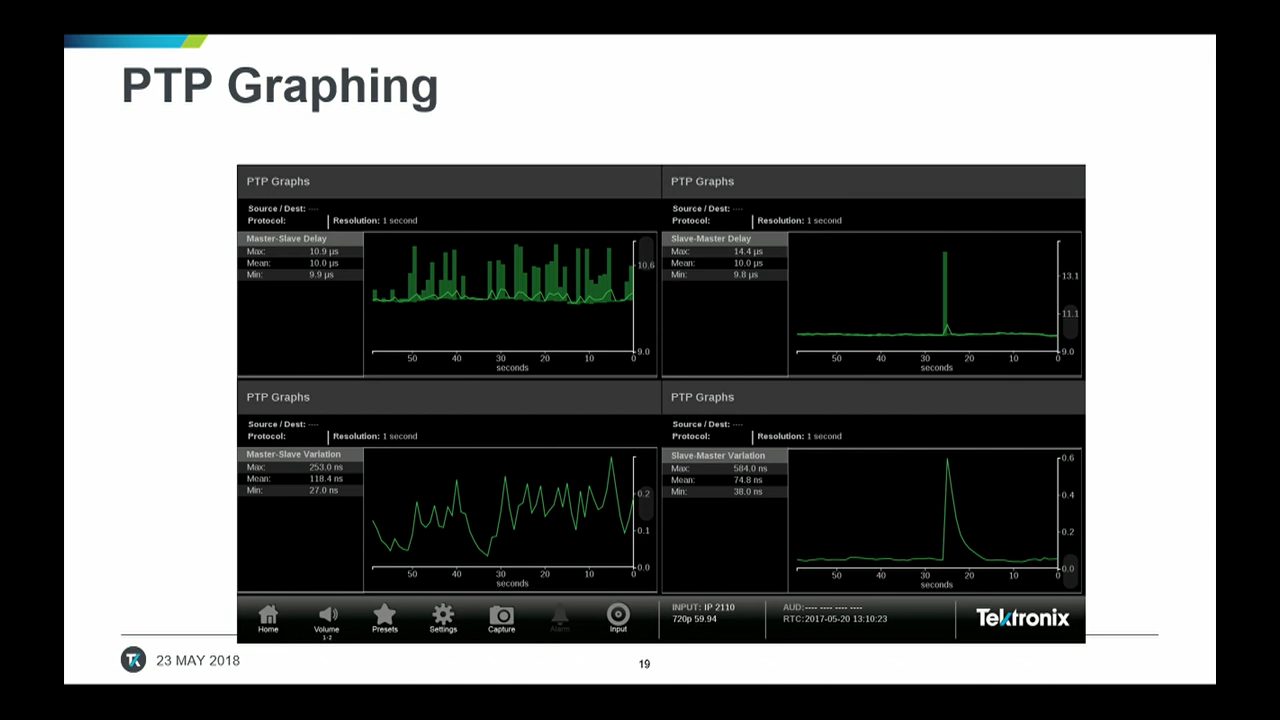 PTP Graphing
PTP Graphs
Source / Dest: ----
Protocol:
Resolution: 1 second
Master-Slave Delay
Max: 10.9 µs
Mean: 10.0 µs
Min: 9.9 µs
10.6
9.0
50 40 30 20 10 0
seconds
PTP Graphs
Source / Dest: ----
Protocol:
Resolution: 1 second
Slave-Master Delay
Max: 14.4 µs
Mean: 10.0 µs
Min: 9.8 µs
13.1
11.1
9.0
50 40 30 20 10 0
seconds
PTP Graphs
Source / Dest: ----
Protocol:
Resolution: 1 second
Master-Slave Variation
Max: 253.0 ns
Mean: 118.4 ns
Min: 27.0 ns
0.2
0.1
0.0
50 40 30 20 10 0
seconds
PTP Graphs
Source / Dest: ----
Protocol:
Resolution: 1 second
Slave-Master Variation
Max: 584.0 ns
Mean: 74.8 ns
Min: 38.0 ns
0.6
0.4
0.2
0.0
50 40 30 20 10 0
seconds
Home
Volume
1-2
Presets
Settings
Capture
Alarm
Input
INPUT: IP 2110
720p 59.94
AUD:---- ---- ---- ----
RTC:2017-05-20 13:10:23
Tektronix
23 MAY 2018
19